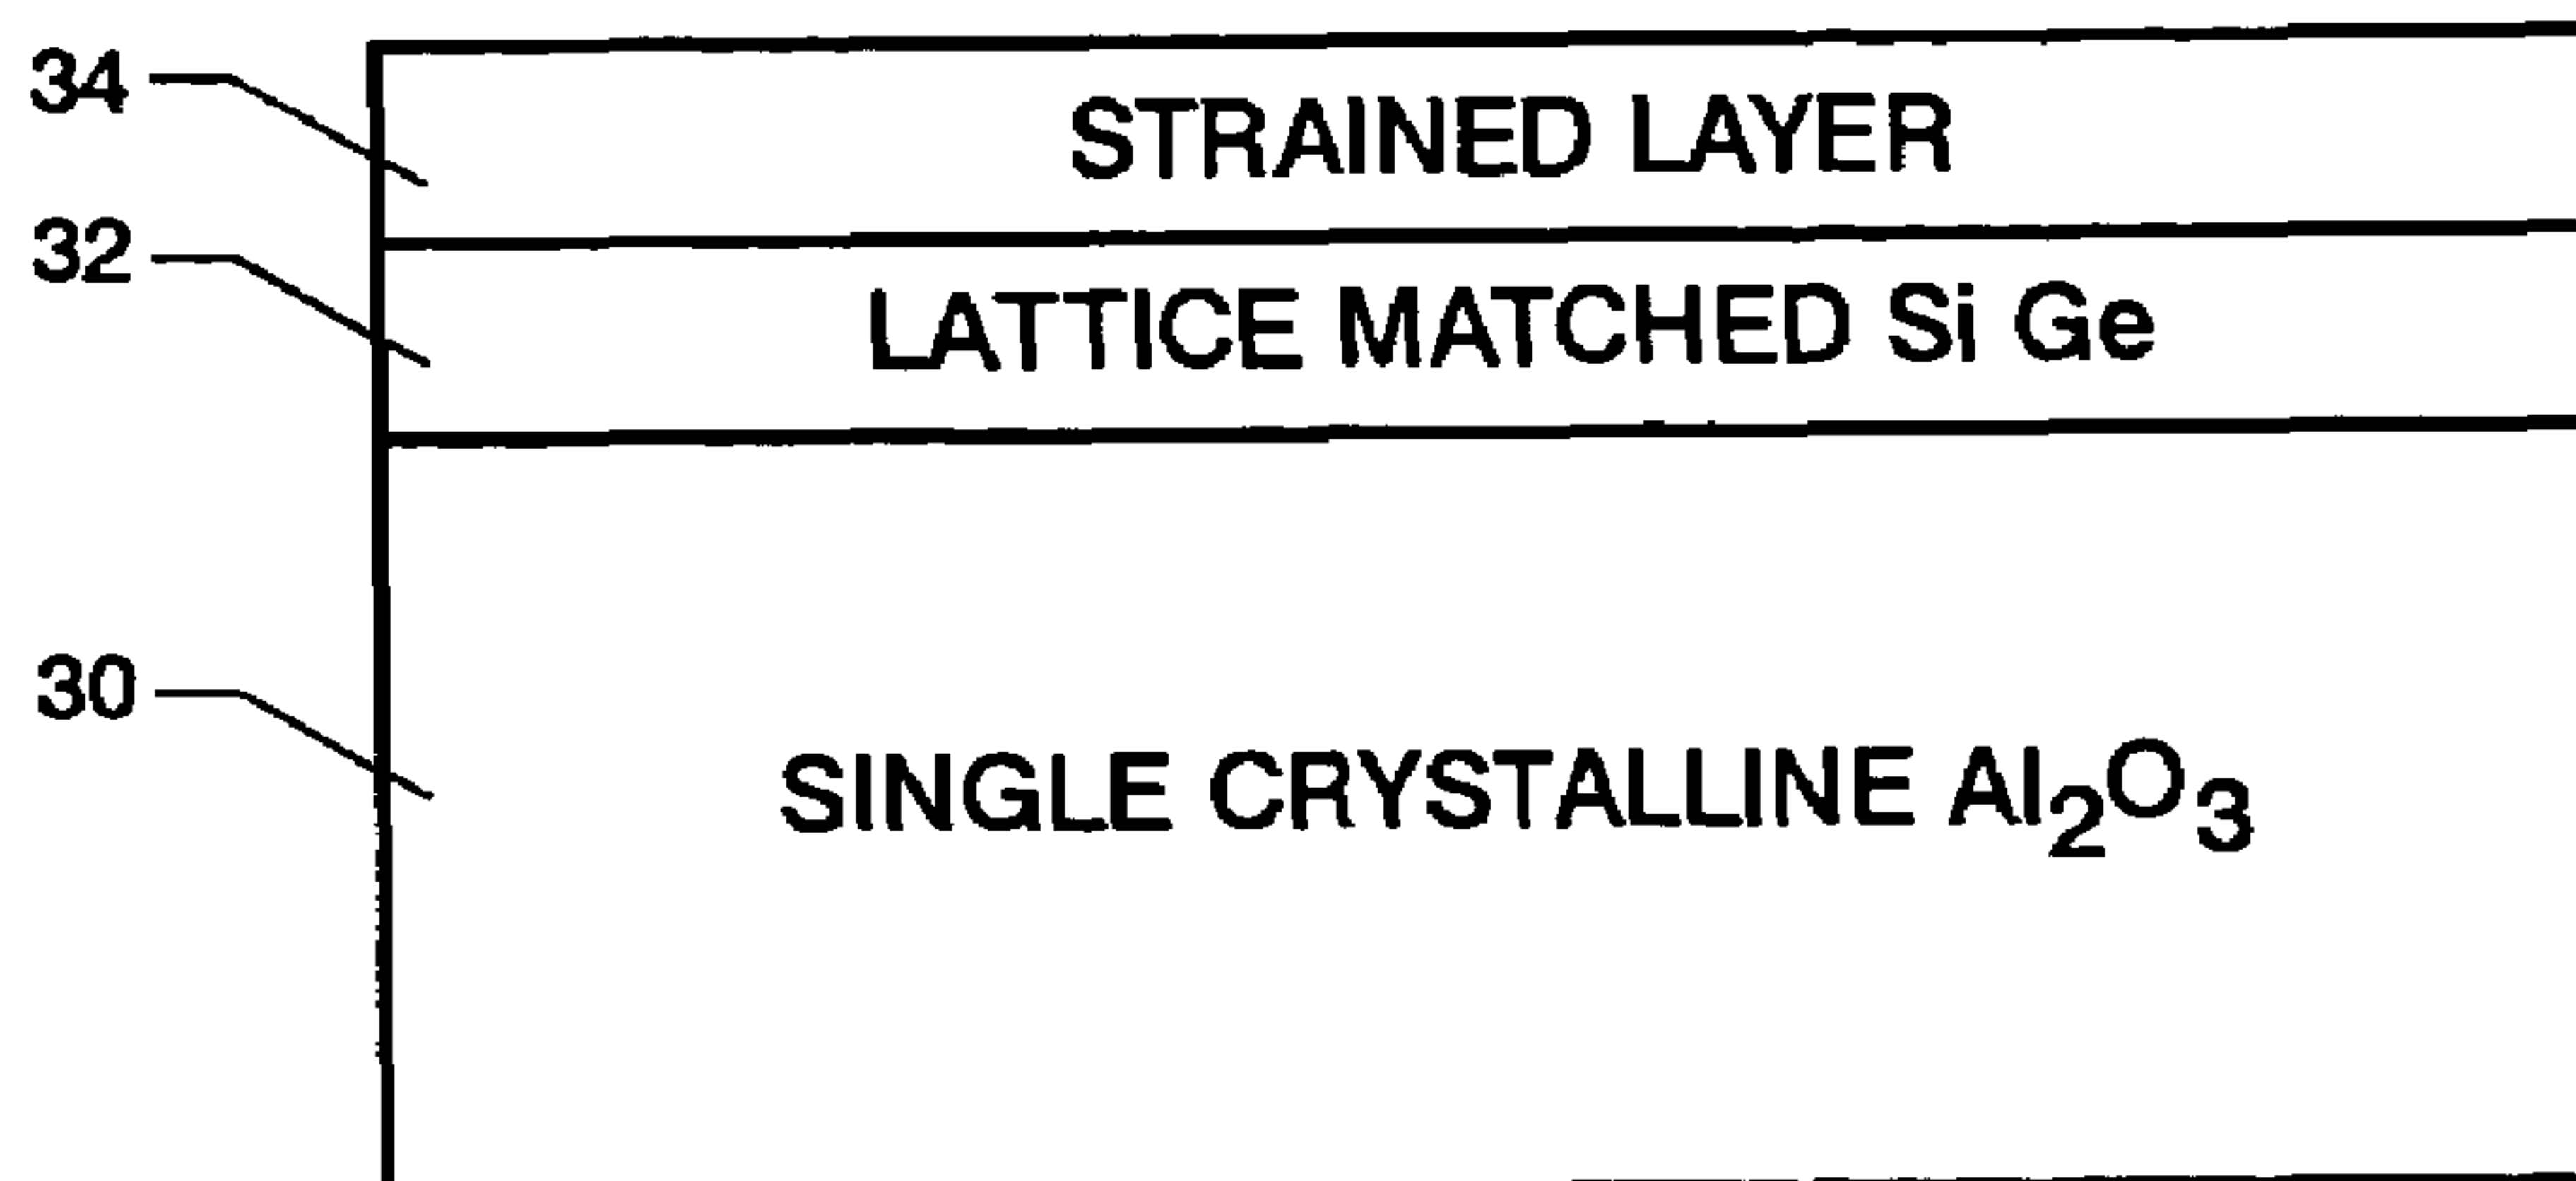 34
STRAINED LAYER
32
LATTICE MATCHED Si Ge
30
SINGLE CRYSTALLINE Al₂O₃